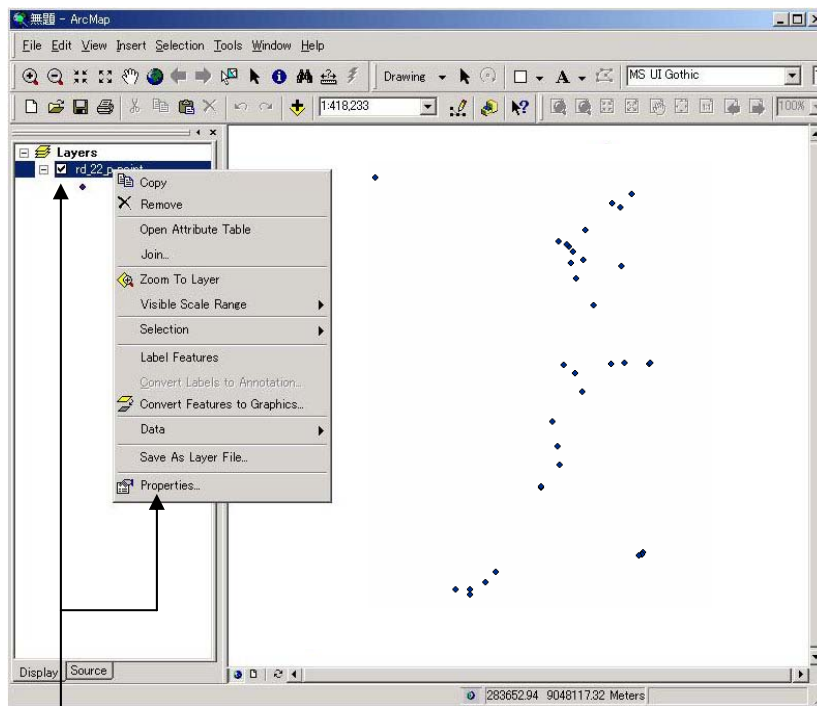 無題 - ArcMap
File Edit View Insert Selection Tools Window Help
Drawing A MS UI Gothic
1:418,233 100%
Layers
rd_22_p_point
Copy
Remove
Open Attribute Table
Join...
Zoom To Layer
Visible Scale Range
Selection
Label Features
Convert Labels to Annotation...
Convert Features to Graphics...
Data
Save As Layer File...
Properties...
Display Source
283652.94 9048117.32 Meters